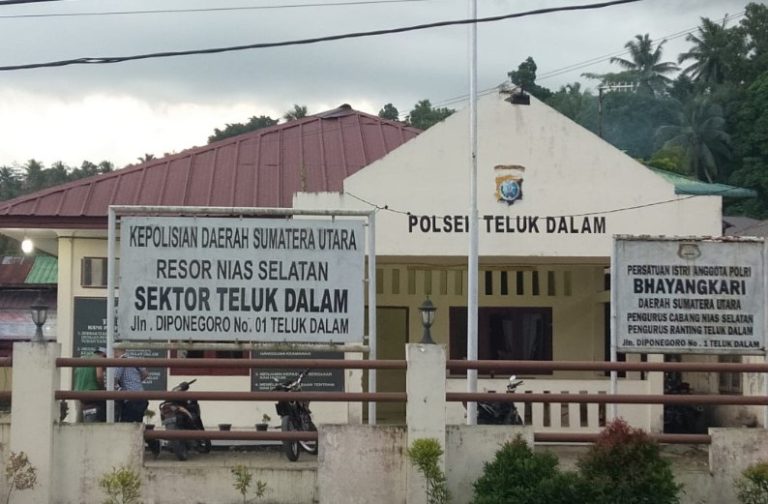 POLSEK TELUK DALAM
KEPOLISIAN DAERAH SUMATERA UTARA
RESOR NIAS SELATAN
SEKTOR TELUK DALAM
Jln . DIPONEGORO No. 01 TELUK DALAM
PERSATUAN ISTRI ANGGOTA POLRI
BHAYANGKARI
DAERAH SUMATERA UTARA
PENGURUS CABANG NIAS SELATAN
PENGURUS RANTING TELUK DALAM
Jln. DIPONEGORO No . 1 TELUK DALAM